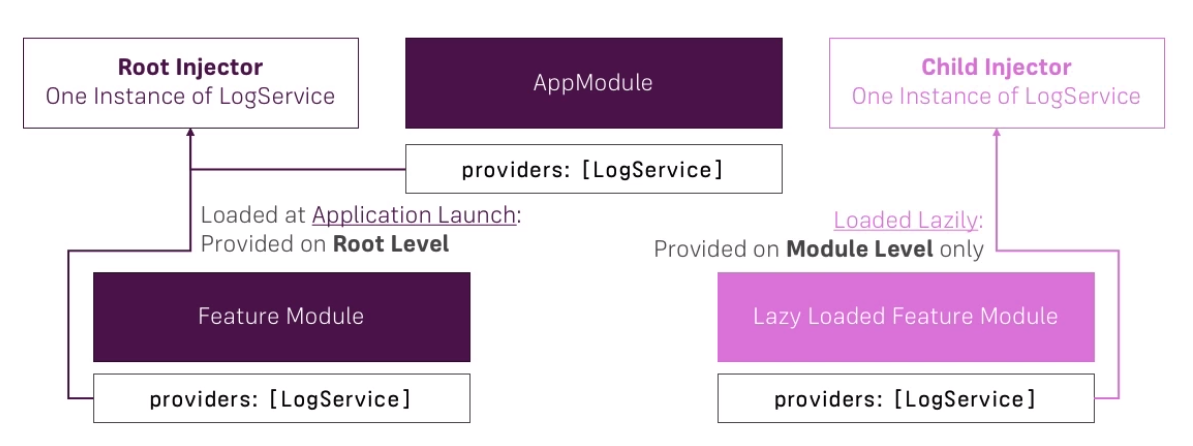 Root Injector
One Instance of LogService
AppModule
Child Injector
One Instance of LogService
providers: [LogService]
Loaded at Application Launch:
Provided on Root Level
Loaded Lazily:
Provided on Module Level only
Feature Module
Lazy Loaded Feature Module
providers: [LogService]
providers: [LogService]